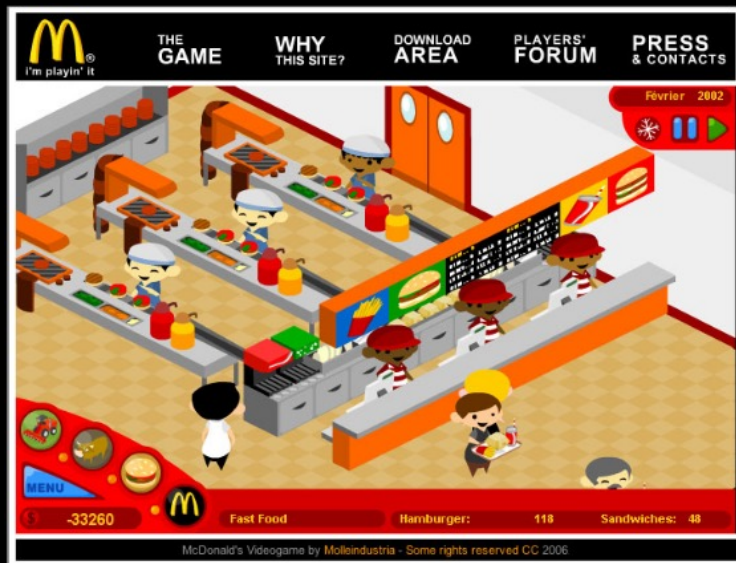 M®
i'm playin' it
THE GAME
WHY THIS SITE?
DOWNLOAD AREA
PLAYERS' FORUM
PRESS & CONTACTS
Février 2002
MENU
$ -33260
M
Fast Food
Hamburger: 118
Sandwiches: 48
McDonald's Videogame by Molleindustria - Some rights reserved CC 2006